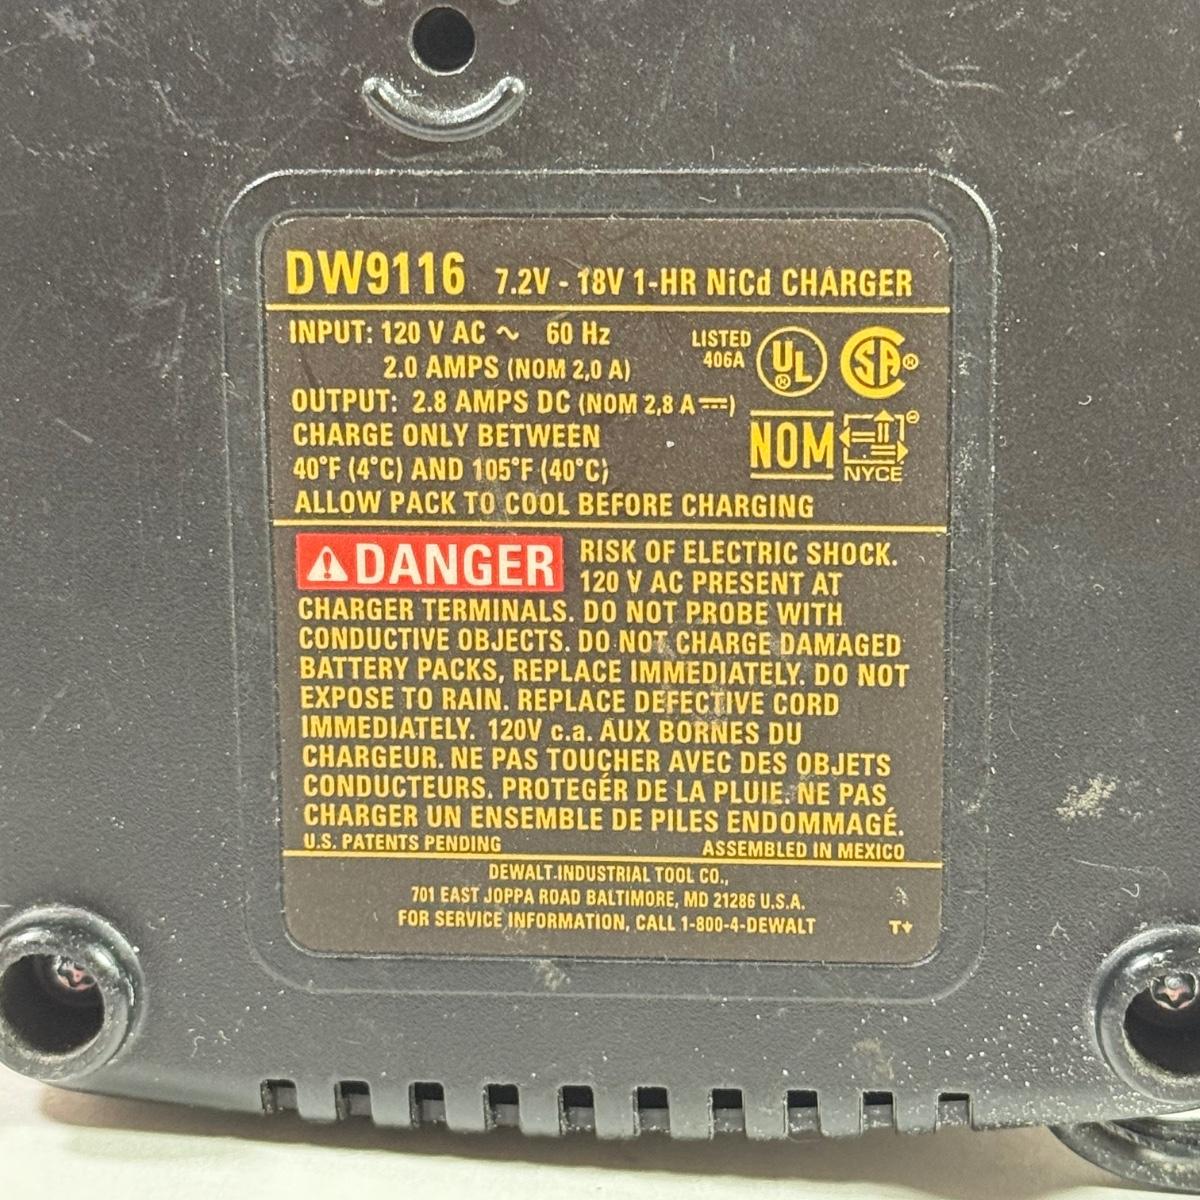 DW9116 7.2V - 18V 1-HR NiCd CHARGER
INPUT: 120 V AC ~ 60 Hz
2.0 AMPS (NOM 2,0 A)
LISTED
406A
UL®
SA®
OUTPUT: 2.8 AMPS DC (NOM 2,8 A⎓)
CHARGE ONLY BETWEEN
40°F (4°C) AND 105°F (40°C);
NOM
NYCE
ALLOW PACK TO COOL BEFORE CHARGING
DANGER RISK OF ELECTRIC SHOCK.
120 V AC PRESENT AT
CHARGER TERMINALS. DO NOT PROBE WITH
CONDUCTIVE OBJECTS. DO NOT CHARGE DAMAGED
BATTERY PACKS, REPLACE IMMEDIATELY. DO NOT
EXPOSE TO RAIN. REPLACE DEFECTIVE CORD
IMMEDIATELY. 120V c.a. AUX BORNES DU
CHARGEUR. NE PAS TOUCHER AVEC DES OBJETS
CONDUCTEURS. PROTEGÉR DE LA PLUIE. NE PAS
CHARGER UN ENSEMBLE DE PILES ENDOMMAGÉ.
U.S. PATENTS PENDING ASSEMBLED IN MEXICO
DEWALT INDUSTRIAL TOOL CO.,
701 EAST JOPPA ROAD BALTIMORE, MD 21286 U.S.A.
FOR SERVICE INFORMATION, CALL 1-800-4-DEWALT